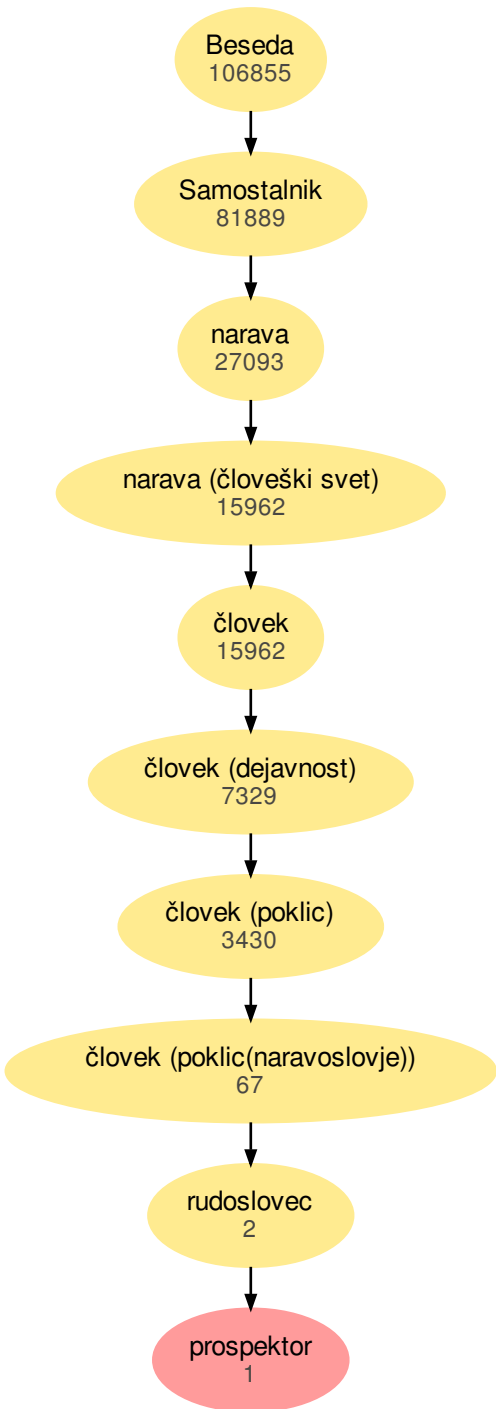 Beseda
106855
Samostalnik
81889
narava
27093
narava (človeški svet)
15962
človek
15962
človek (dejavnost)
7329
človek (poklic)
3430
človek (poklic(naravoslovje))
67
rudoslovec
2
prospektor
1